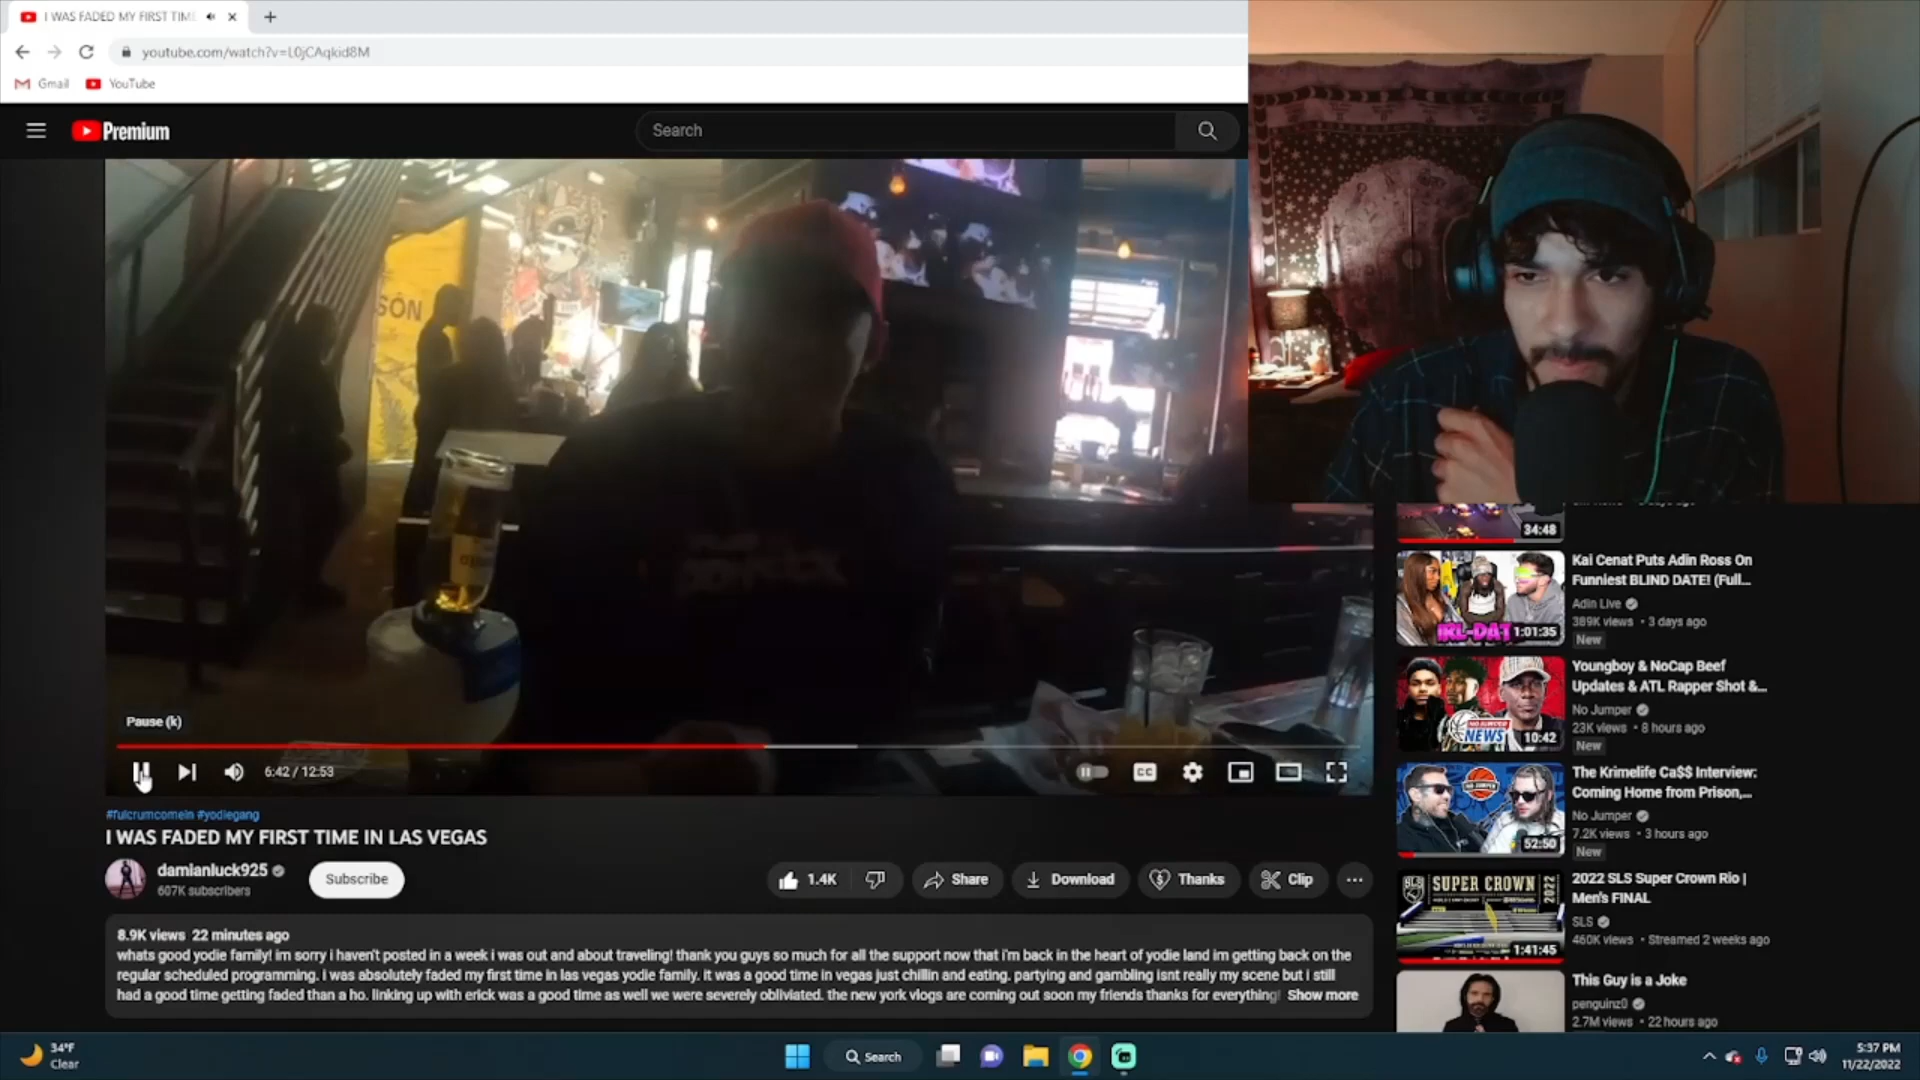 I WAS FADED MY FIRST TIM
youtube.com/watch?v=L0jCAqkid8M
Gmail
YouTube
Premium
Search
SÓN
34:48
Kai Cenat Puts Adin Ross On
Funniest BLIND DATE! (Full...
Adin Live
389K views • 3 days ago
New
IRL-DAT 1:01:35
Youngboy & NoCap Beef
Updates & ATL Rapper Shot &...
No Jumper
23K views • 8 hours ago
New
NO JUMPER
NEWS
10:42
The Krimelife Ca$$ Interview:
Coming Home from Prison,...
No Jumper
7.2K views • 3 hours ago
New
52:50
2022 SLS Super Crown Rio |
Men's FINAL
SLS
460K views • Streamed 2 weeks ago
SLS SUPER CROWN 2022
1:41:45
This Guy is a Joke
penguinz0
2.7M views • 22 hours ago
Pause (k)
6:42 / 12:53
CC
#fulcrumcomein #yodiegang
I WAS FADED MY FIRST TIME IN LAS VEGAS
damianluck925
607K subscribers
Subscribe
1.4K
Share
Download
Thanks
Clip
8.9K views 22 minutes ago
whats good yodie family! im sorry i haven't posted in a week i was out and about traveling! thank you guys so much for all the support now that i'm back in the heart of yodie land im getting back on the
regular scheduled programming. i was absolutely faded my first time in las vegas yodie family. it was a good time in vegas just chillin and eating. partying and gambling isnt really my scene but i still
had a good time getting faded than a ho. linking up with erick was a good time as well we were severely obliviated. the new york vlogs are coming out soon my friends thanks for everything! Show more
34°F
Clear
Search
5:37 PM
11/22/2022